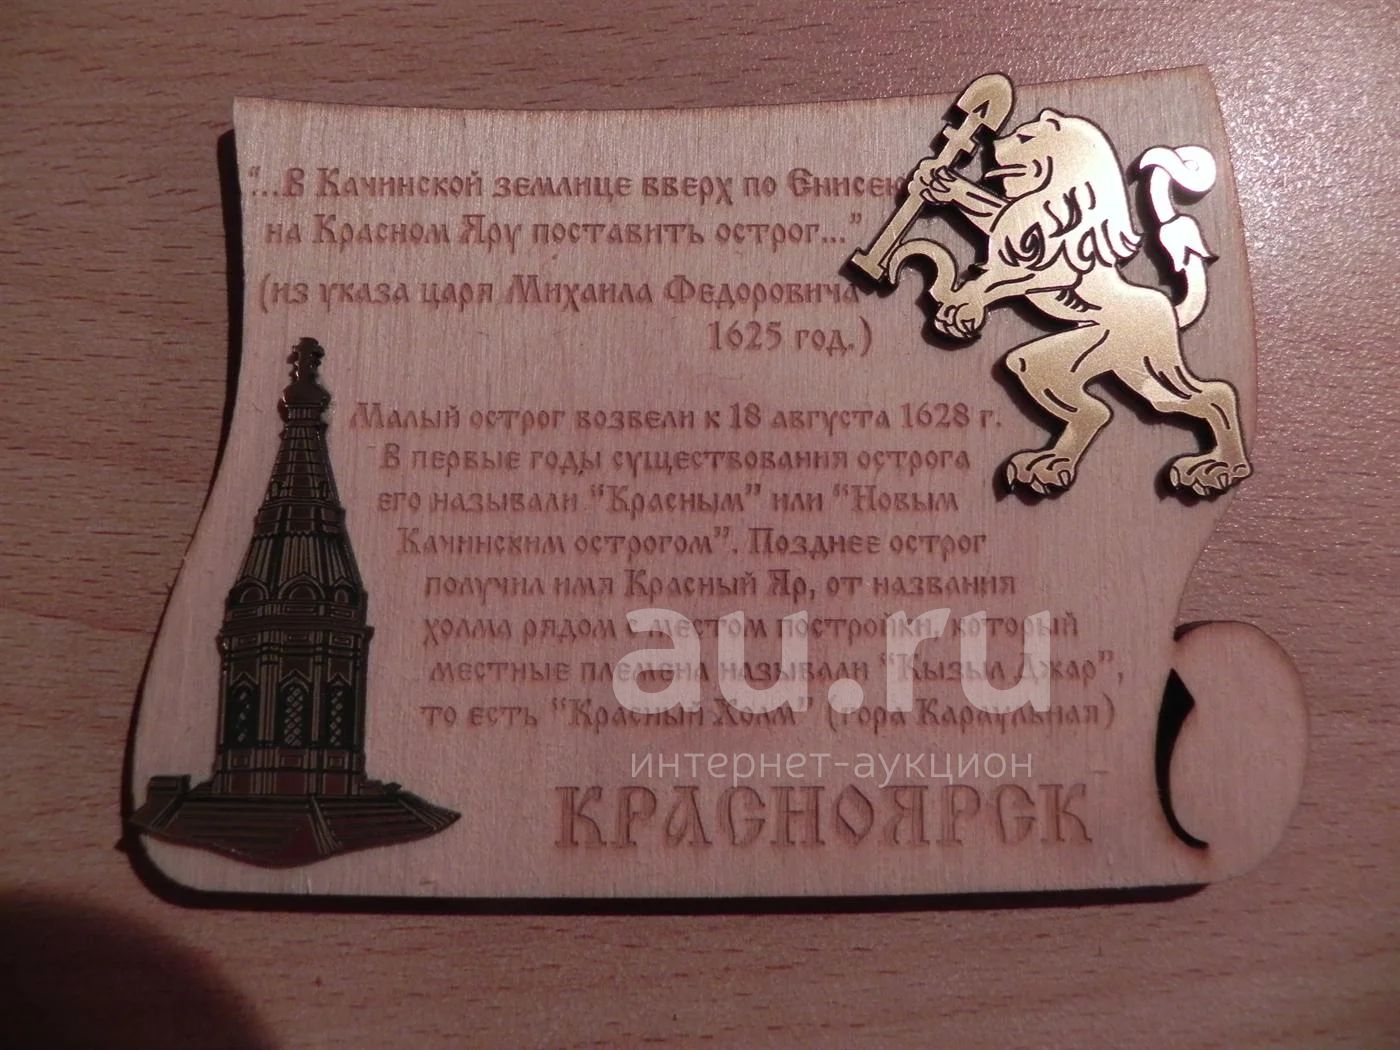 "...В Качинской землице вверх по Енисею
на Красном Яру поставить острог..."
(из указа царя Михаила Федоровича
1625 год.)
Малый острог возвели к 18 августа 1628 г.
В первые годы существования острога
его называли "Красным" или "Новым
Качинским острогом". Позднее острог
получил имя Красный Яр, от названия
холма рядом с местом постройки, который
местные племена называли "Кызыл Джар",
то есть "Красный Холм" (гора Караульная)
au.ru
интернет-аукцион
КРАСНОЯРСК